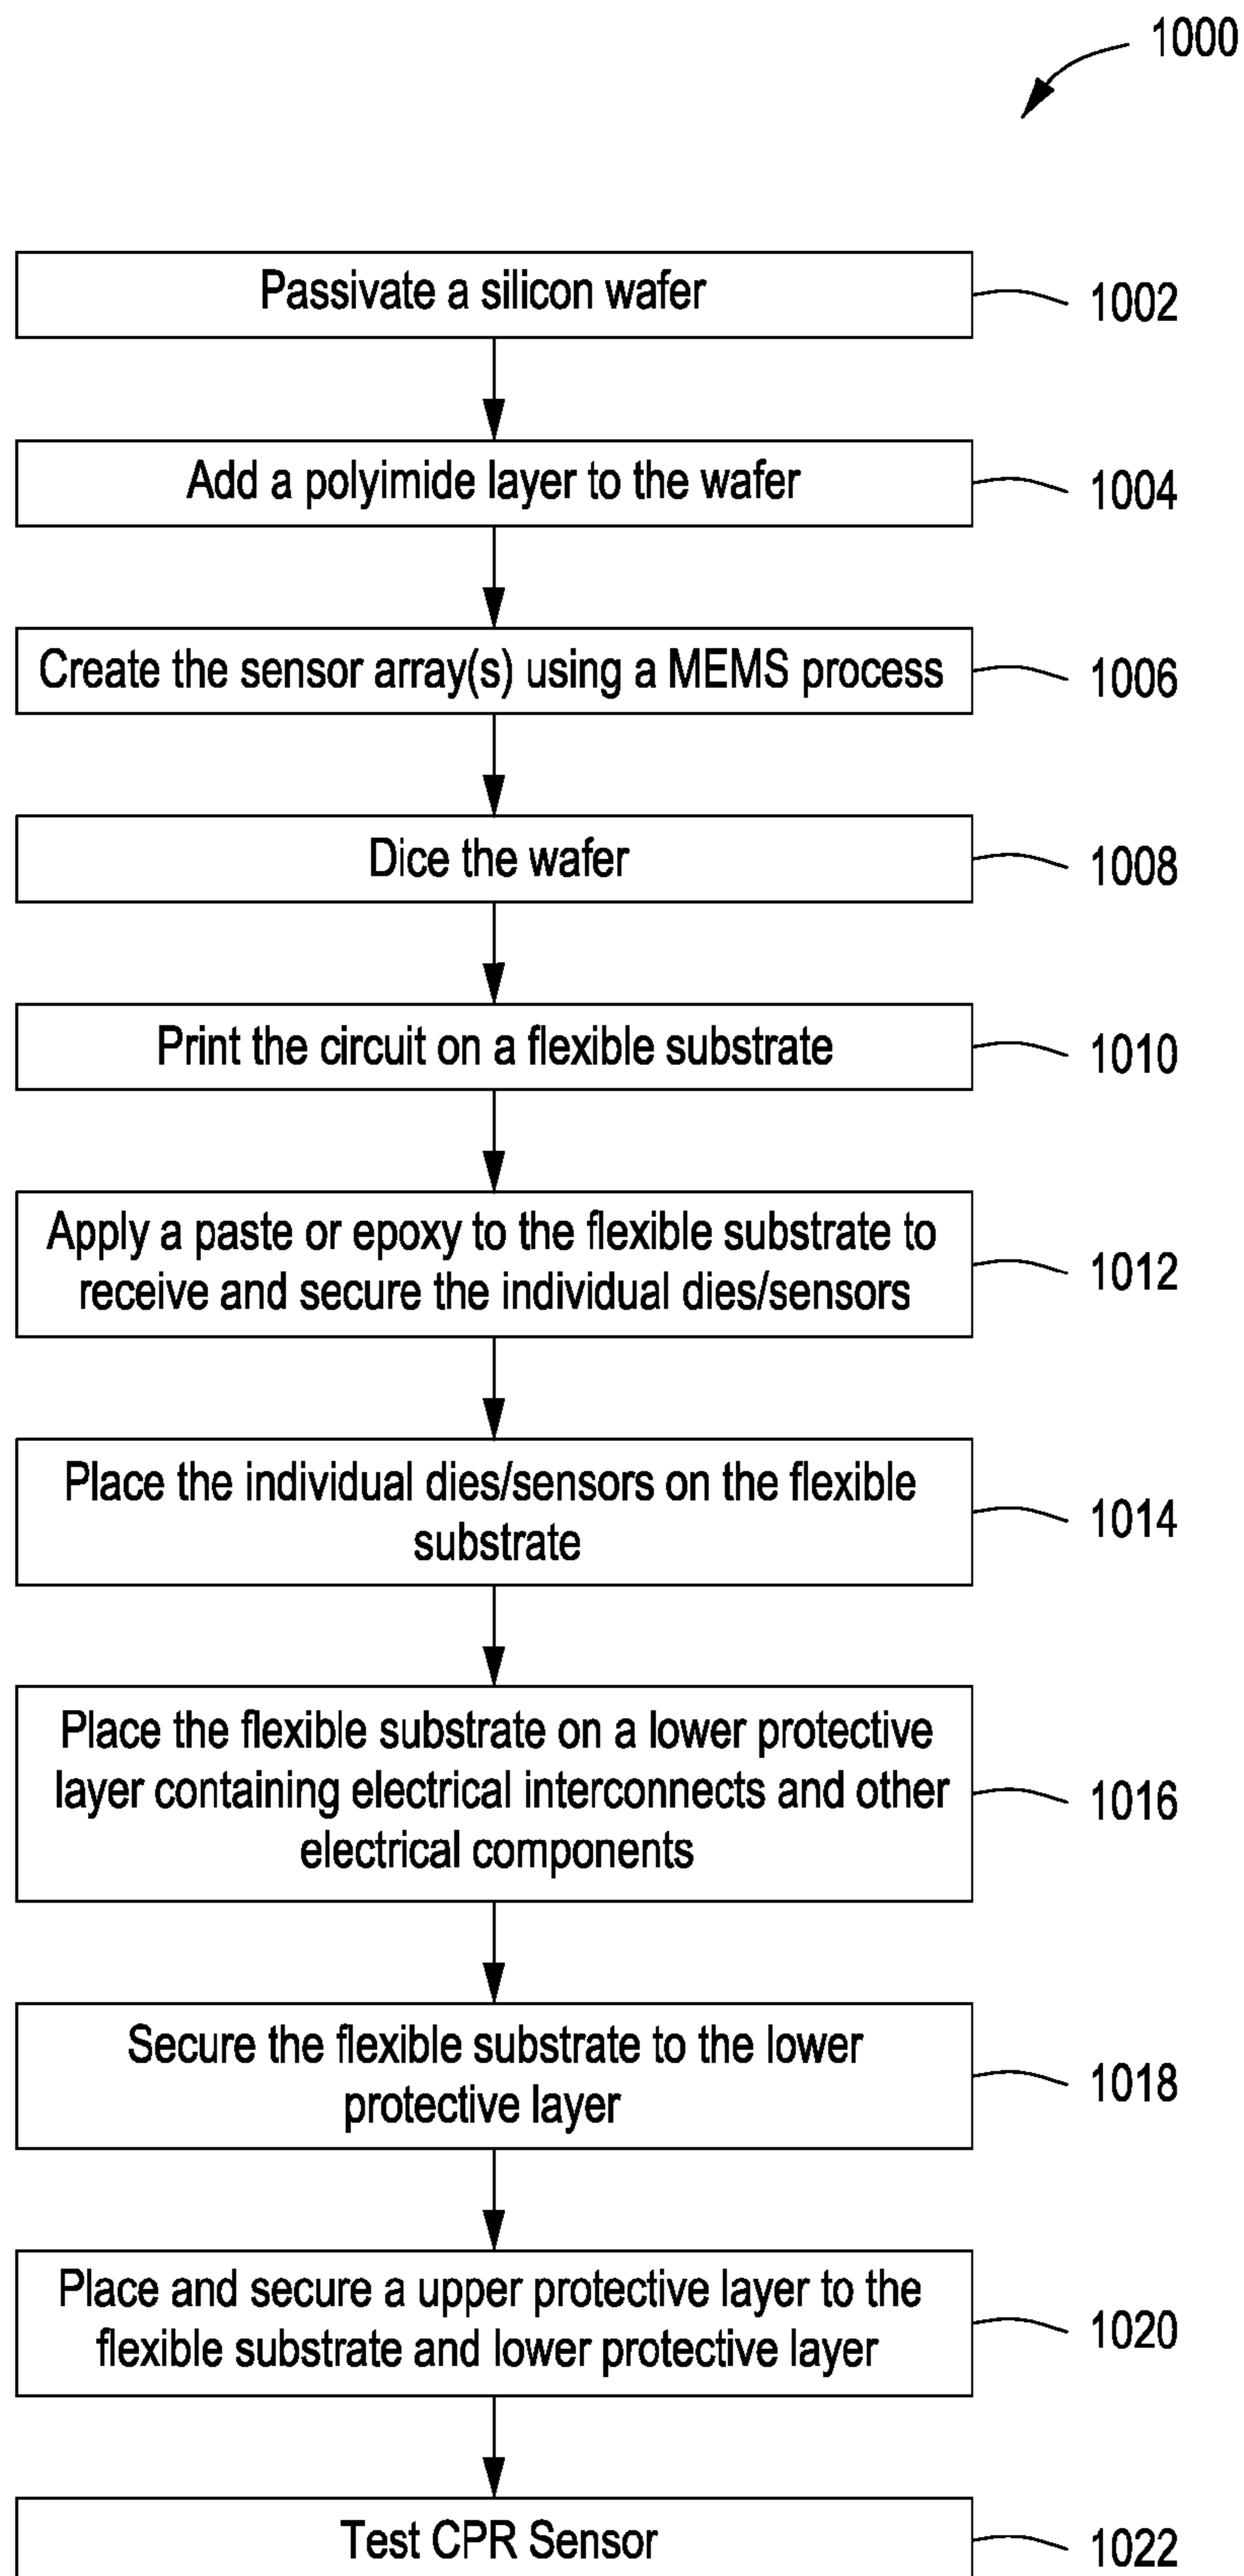 1000
Passivate a silicon wafer
1002
Add a polyimide layer to the wafer
1004
Create the sensor array(s) using a MEMS process
1006
Dice the wafer
1008
Print the circuit on a flexible substrate
1010
Apply a paste or epoxy to the flexible substrate to
receive and secure the individual dies/sensors
1012
Place the individual dies/sensors on the flexible
substrate
1014
Place the flexible substrate on a lower protective
layer containing electrical interconnects and other
electrical components
1016
Secure the flexible substrate to the lower
protective layer
1018
Place and secure a upper protective layer to the
flexible substrate and lower protective layer
1020
Test CPR Sensor
1022